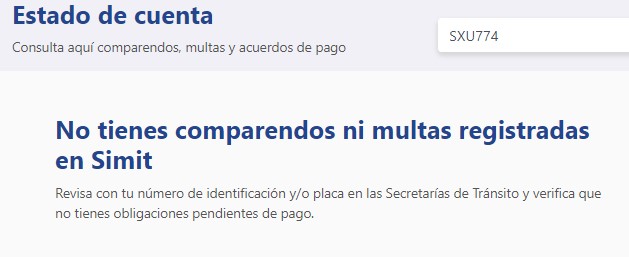 Estado de cuenta
Consulta aquí comparendos, multas y acuerdos de pago
SXU774
No tienes comparendos ni multas registradas
en Simit
Revisa con tu número de identificación y/o placa en las Secretarías de Tránsito y verifica que
no tienes obligaciones pendientes de pago.